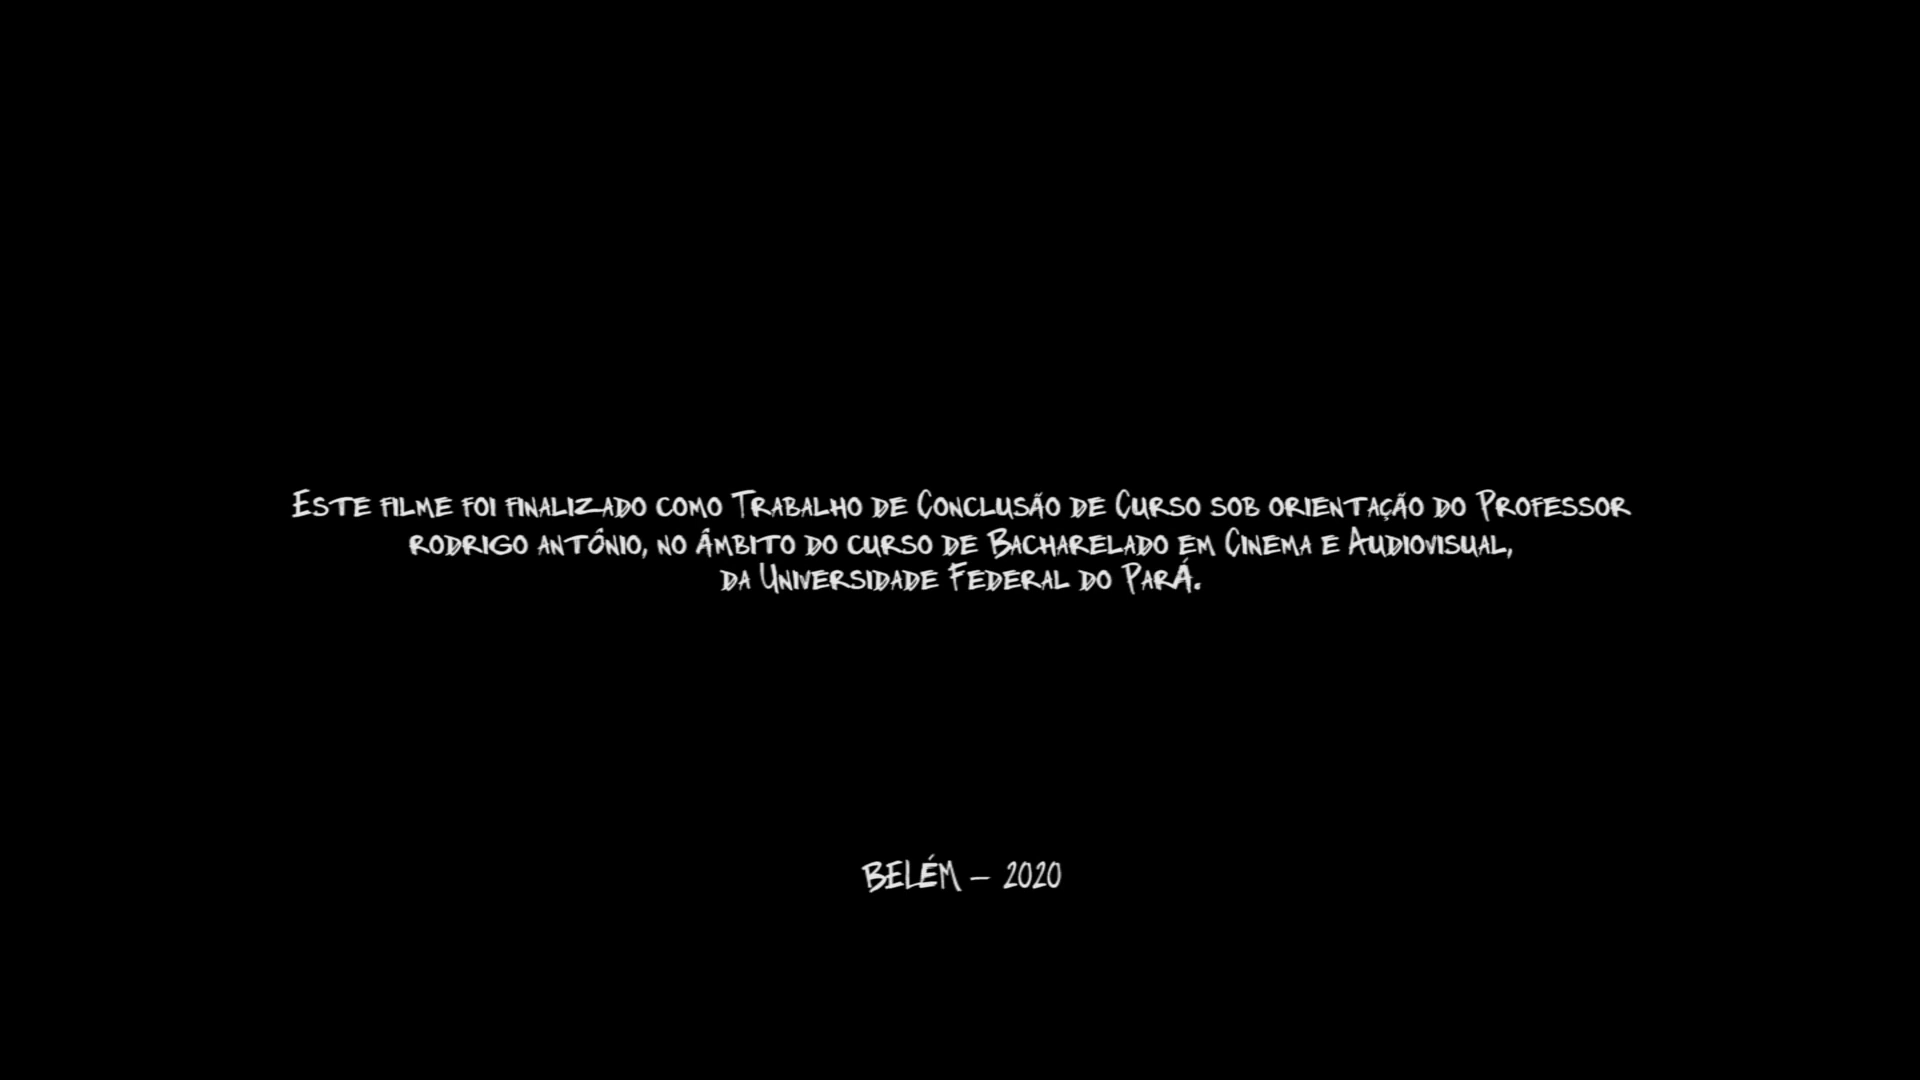 Este filme foi finalizado como Trabalho de Conclusão de Curso sob orientação do Professor
rodrigo antônio, no âmbito do curso de Bacharelado em Cinema e Audiovisual,
da Universidade Federal do Pará.
BELÉM – 2020